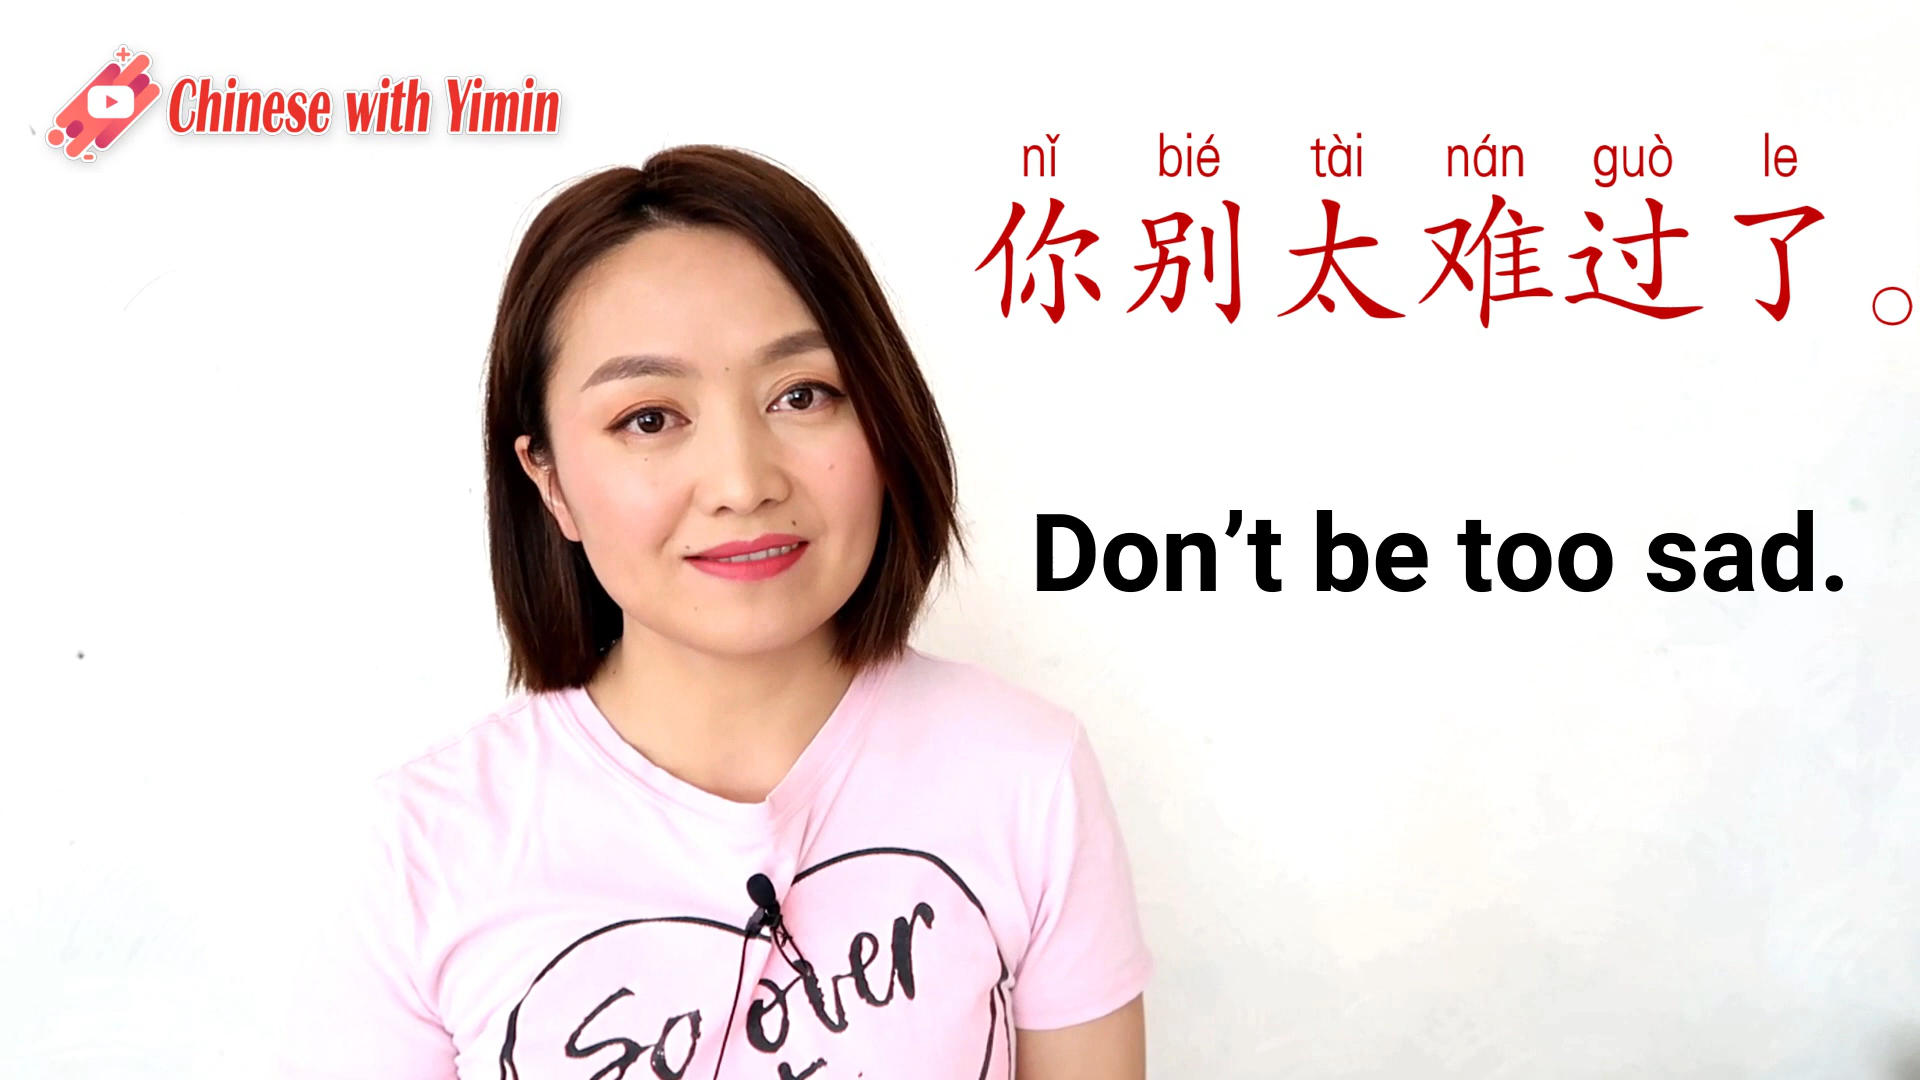 Chinese with Yimin
nǐ bié tài nán guò le
你别太难过了。
Don’t be too sad.
So over